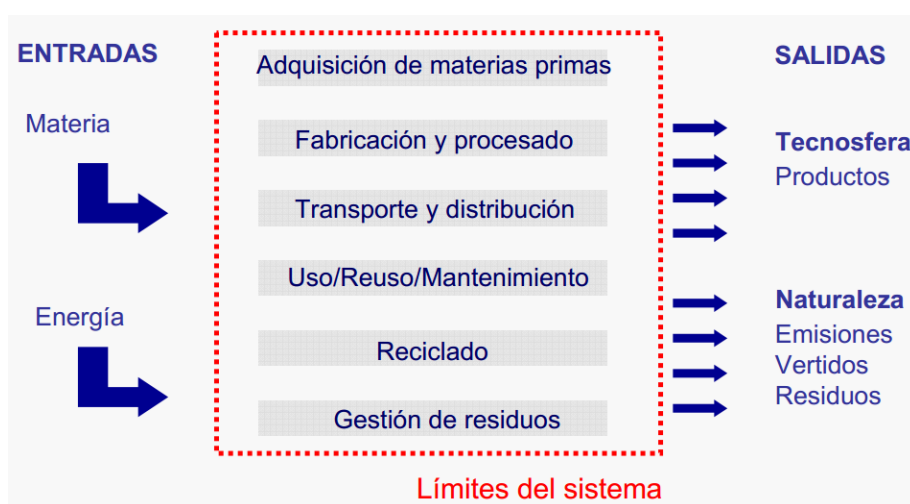 ENTRADAS
Materia
Energía
Adquisición de materias primas
Fabricación y procesado
Transporte y distribución
Uso/Reuso/Mantenimiento
Reciclado
Gestión de residuos
Límites del sistema
SALIDAS
Tecnosfera
Productos
Naturaleza
Emisiones
Vertidos
Residuos